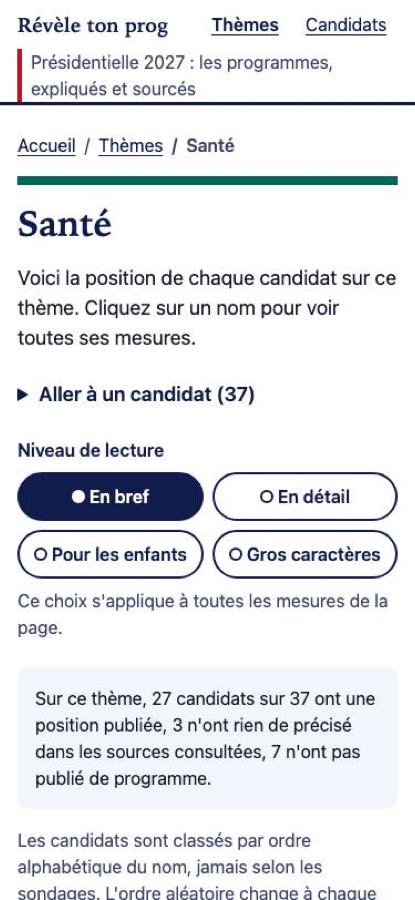 Révèle ton prog Thèmes Candidats
Présidentielle 2027 : les programmes,
expliqués et sourcés
Accueil / Thèmes / Santé
Santé
Voici la position de chaque candidat sur ce
thème. Cliquez sur un nom pour voir
toutes ses mesures.
Aller à un candidat (37)
Niveau de lecture
En bref
En détail
Pour les enfants
Gros caractères
Ce choix s'applique à toutes les mesures de la
page.
Sur ce thème, 27 candidats sur 37 ont une
position publiée, 3 n'ont rien de précisé
dans les sources consultées, 7 n'ont pas
publié de programme.
Les candidats sont classés par ordre
alphabétique du nom, jamais selon les
sondages. L'ordre aléatoire change à chaque